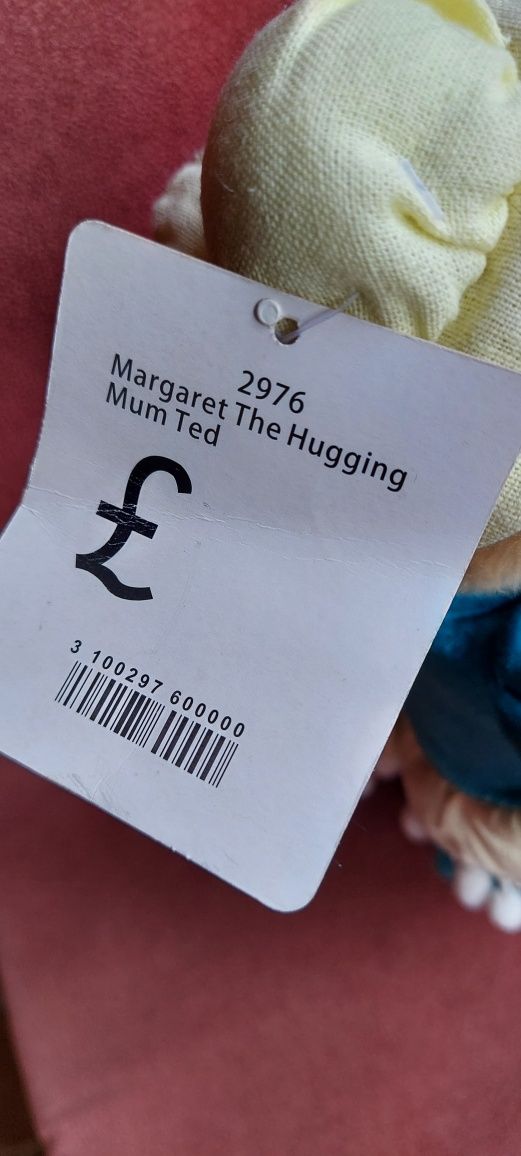 2976
Margaret The Hugging
Mum Ted
£
3 100297 600000